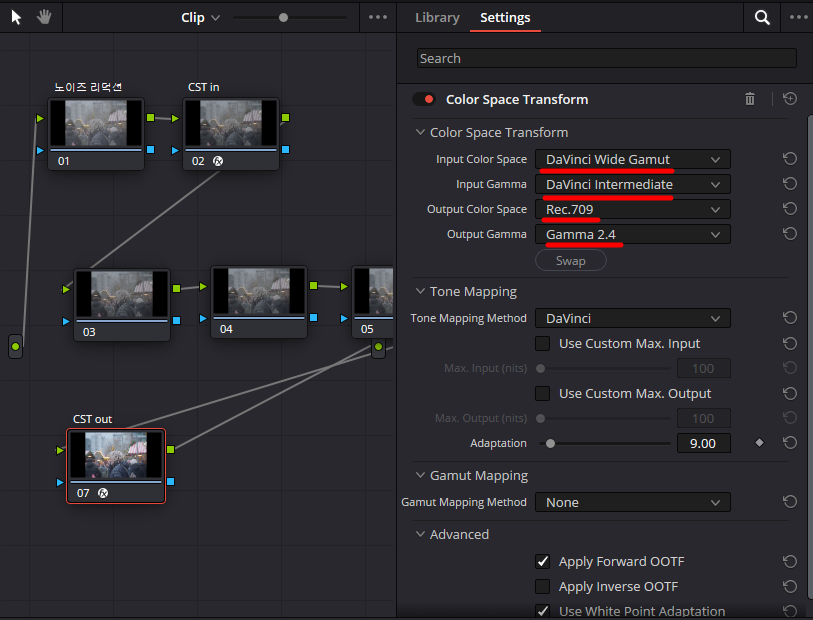 Clip
Library
Settings
Search
노이즈 리덕션
CST in
01
02
03
04
05
CST out
07
Color Space Transform
Color Space Transform
Input Color Space DaVinci Wide Gamut
Input Gamma DaVinci Intermediate
Output Color Space Rec.709
Output Gamma Gamma 2.4
Swap
Tone Mapping
Tone Mapping Method DaVinci
Use Custom Max. Input
Max. Input (nits) 100
Use Custom Max. Output
Max. Output (nits) 100
Adaptation 9.00
Gamut Mapping
Gamut Mapping Method None
Advanced
Apply Forward OOTF
Apply Inverse OOTF
Use White Point Adaptation